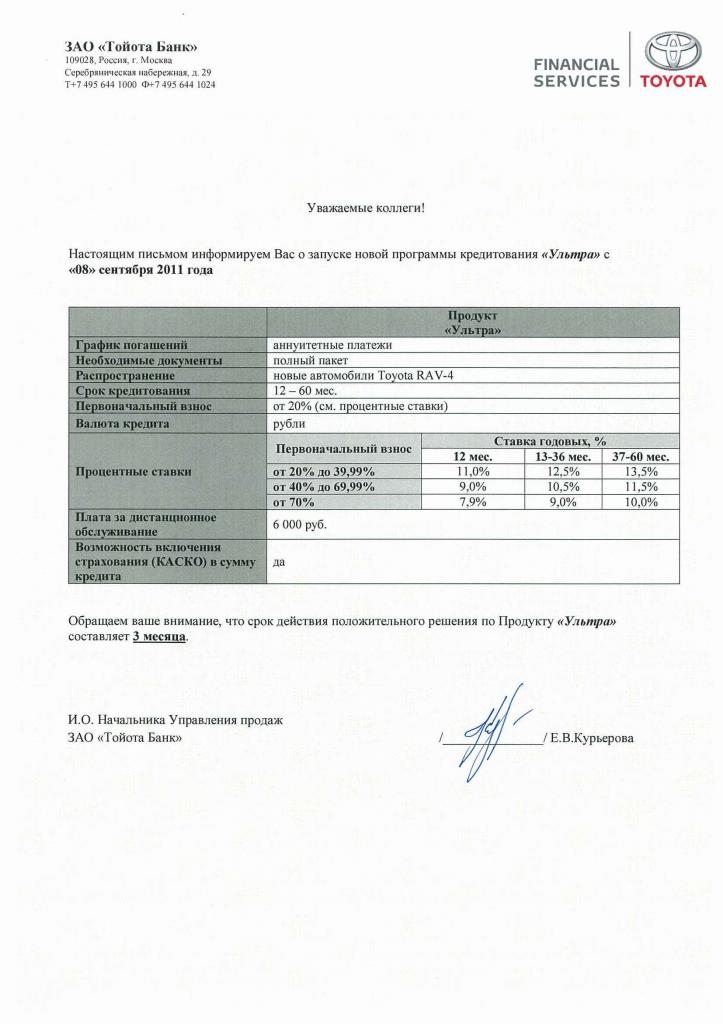 ЗАО «Тойота Банк»
109028, Россия, г. Москва
Серебряническая набережная, д. 29
Т+7 495 644 1000 Ф+7 495 644 1024
FINANCIAL
SERVICES
TOYOTA
Уважаемые коллеги!
Настоящим письмом информируем Вас о запуске новой программы кредитования «Ультра» с
«08» сентября 2011 года
Продукт
«Ультра»
График погашений аннуитетные платежи
Необходимые документы полный пакет
Распространение новые автомобили Toyota RAV-4
Срок кредитования 12 – 60 мес.
Первоначальный взнос от 20% (см. процентные ставки)
Валюта кредита рубли
Процентные ставки
Первоначальный взнос Ставка годовых, %
12 мес. 13-36 мес. 37-60 мес.
от 20% до 39,99% 11,0% 12,5% 13,5%
от 40% до 69,99% 9,0% 10,5% 11,5%
от 70% 7,9% 9,0% 10,0%
Плата за дистанционное
обслуживание
6 000 руб.
Возможность включения
страхования (КАСКО) в сумму
кредита
да
Обращаем ваше внимание, что срок действия положительного решения по Продукту «Ультра»
составляет 3 месяца.
И.О. Начальника Управления продаж
ЗАО «Тойота Банк» /_______________/ Е.В.Курьерова